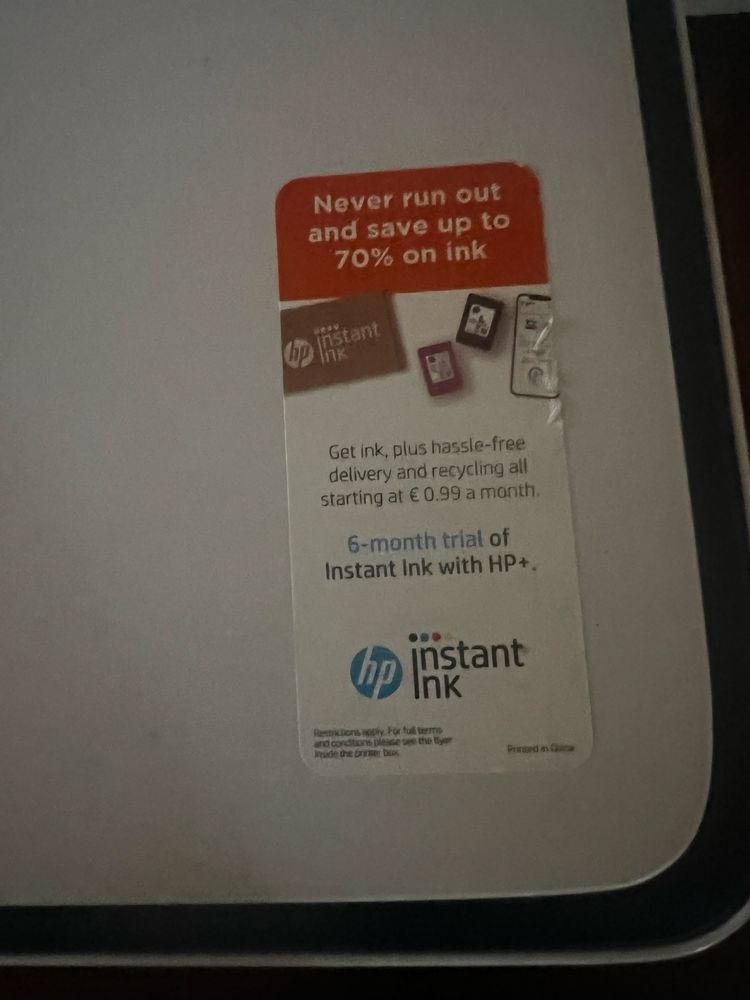 Never run out
and save up to
70% on ink
hp instant
ink
Get ink, plus hassle-free
delivery and recycling all
starting at € 0.99 a month.
6-month trial of
Instant Ink with HP+.
hp instant
ink
Restrictions apply. For full terms
and conditions please see the flyer
inside the printer box.
Printed in China